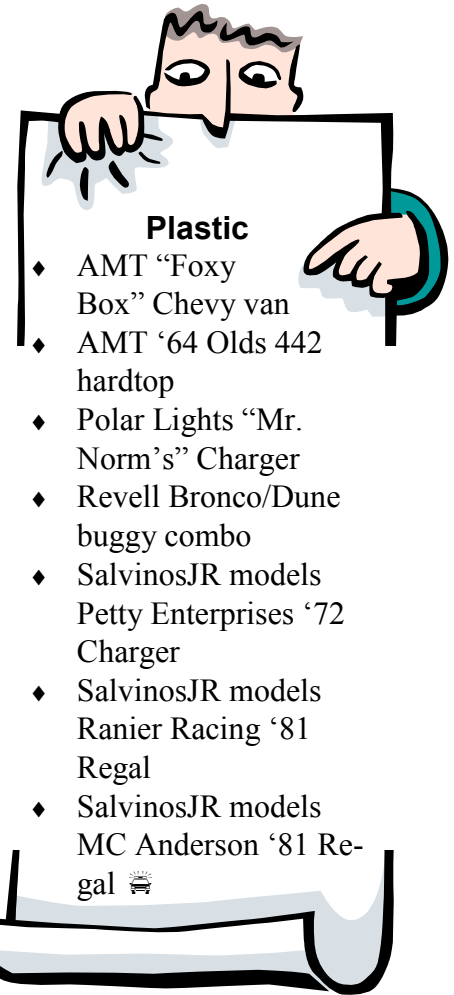 Plastic
♦ AMT “Foxy
Box” Chevy van
♦ AMT ‘64 Olds 442
hardtop
♦ Polar Lights “Mr.
Norm’s” Charger
♦ Revell Bronco/Dune
buggy combo
♦ SalvinosJR models
Petty Enterprises ‘72
Charger
♦ SalvinosJR models
Ranier Racing ‘81
Regal
♦ SalvinosJR models
MC Anderson ‘81 Re-
gal